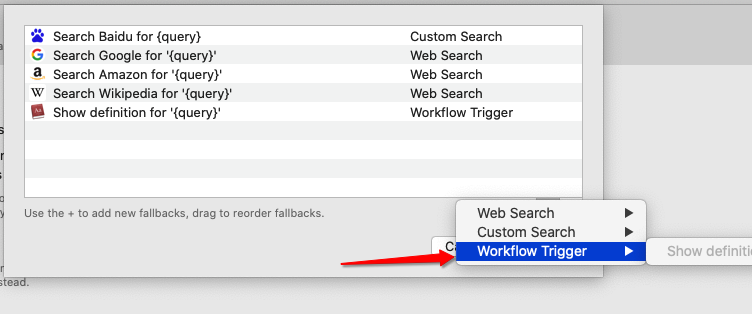 Search Baidu for {query} Custom Search
Search Google for '{query}' Web Search
Search Amazon for '{query}' Web Search
Search Wikipedia for '{query}' Web Search
Show definition for '{query}' Workflow Trigger
Use the + to add new fallbacks, drag to reorder fallbacks.
Web Search
Custom Search
Workflow Trigger
stead.